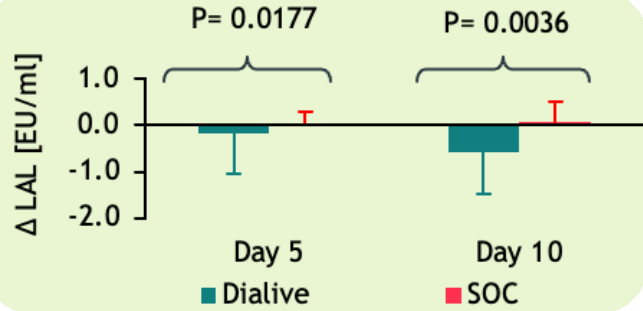 P= 0.0177 P= 0.0036
Δ LAL [EU/ml]
1.0
0.0
-1.0
-2.0
Day 5 Day 10
Dialive SOC